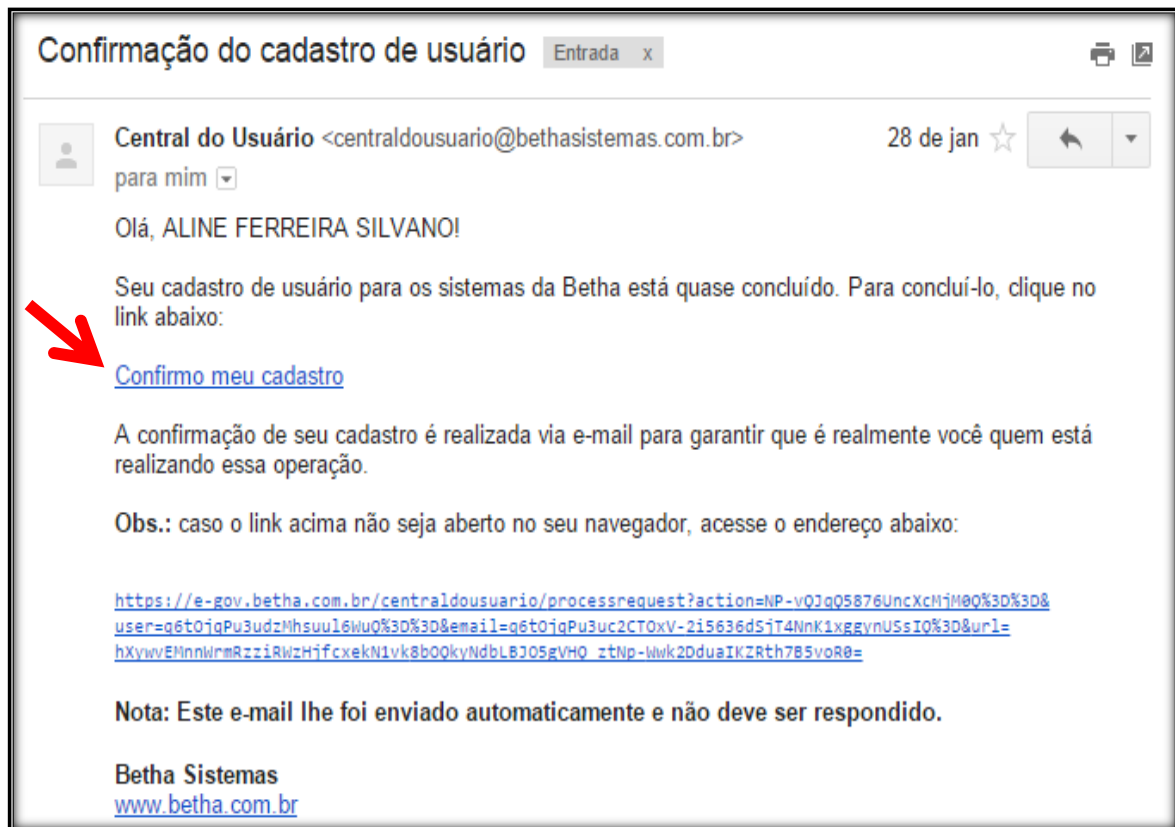 Confirmação do cadastro de usuário Entrada x
Central do Usuário <centraldousuario@bethasistemas.com.br> 28 de jan
para mim
Olá, ALINE FERREIRA SILVANO!
Seu cadastro de usuário para os sistemas da Betha está quase concluído. Para concluí-lo, clique no
link abaixo:
Confirmo meu cadastro
A confirmação de seu cadastro é realizada via e-mail para garantir que é realmente você quem está
realizando essa operação.
Obs.: caso o link acima não seja aberto no seu navegador, acesse o endereço abaixo:
https://e-gov.betha.com.br/centraldousuario/processrequest?action=NP-vQJqQ5876UncXcMjM0Q%3D%3D&
user=q6tOjqPu3udzMhsuul6WuQ%3D%3D&email=q6tOjqPu3uc2CTOxV-2i5636dSjT4NnK1xggynUSsIQ%3D&url=
hXywvEMnnWrmRzziRWzHjfcxekN1vk8bOQkyNdbLBJO5gVHQ_ztNp-Wwk2DduaIKZRth7B5voR0=
Nota: Este e-mail lhe foi enviado automaticamente e não deve ser respondido.
Betha Sistemas
www.betha.com.br